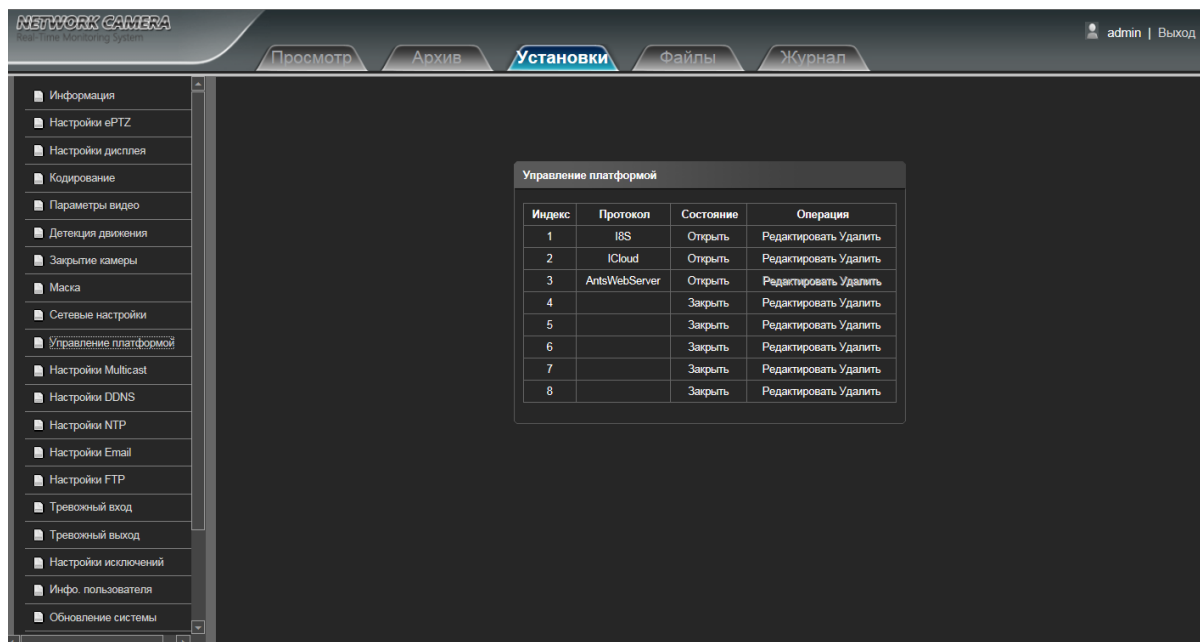 NETWORK CAMERA
Real-Time Monitoring System
admin | Выход
Просмотр Архив Установки Файлы Журнал
Информация
Настройки ePTZ
Настройки дисплея
Кодирование
Параметры видео
Детекция движения
Закрытие камеры
Маска
Сетевые настройки
Управление платформой
Настройки Multicast
Настройки DDNS
Настройки NTP
Настройки Email
Настройки FTP
Тревожный вход
Тревожный выход
Настройки исключений
Инфо. пользователя
Обновление системы
Управление платформой
Индекс Протокол Состояние Операция
1 I8S Открыть Редактировать Удалить
2 ICloud Открыть Редактировать Удалить
3 AntsWebServer Открыть Редактировать Удалить
4 Закрыть Редактировать Удалить
5 Закрыть Редактировать Удалить
6 Закрыть Редактировать Удалить
7 Закрыть Редактировать Удалить
8 Закрыть Редактировать Удалить